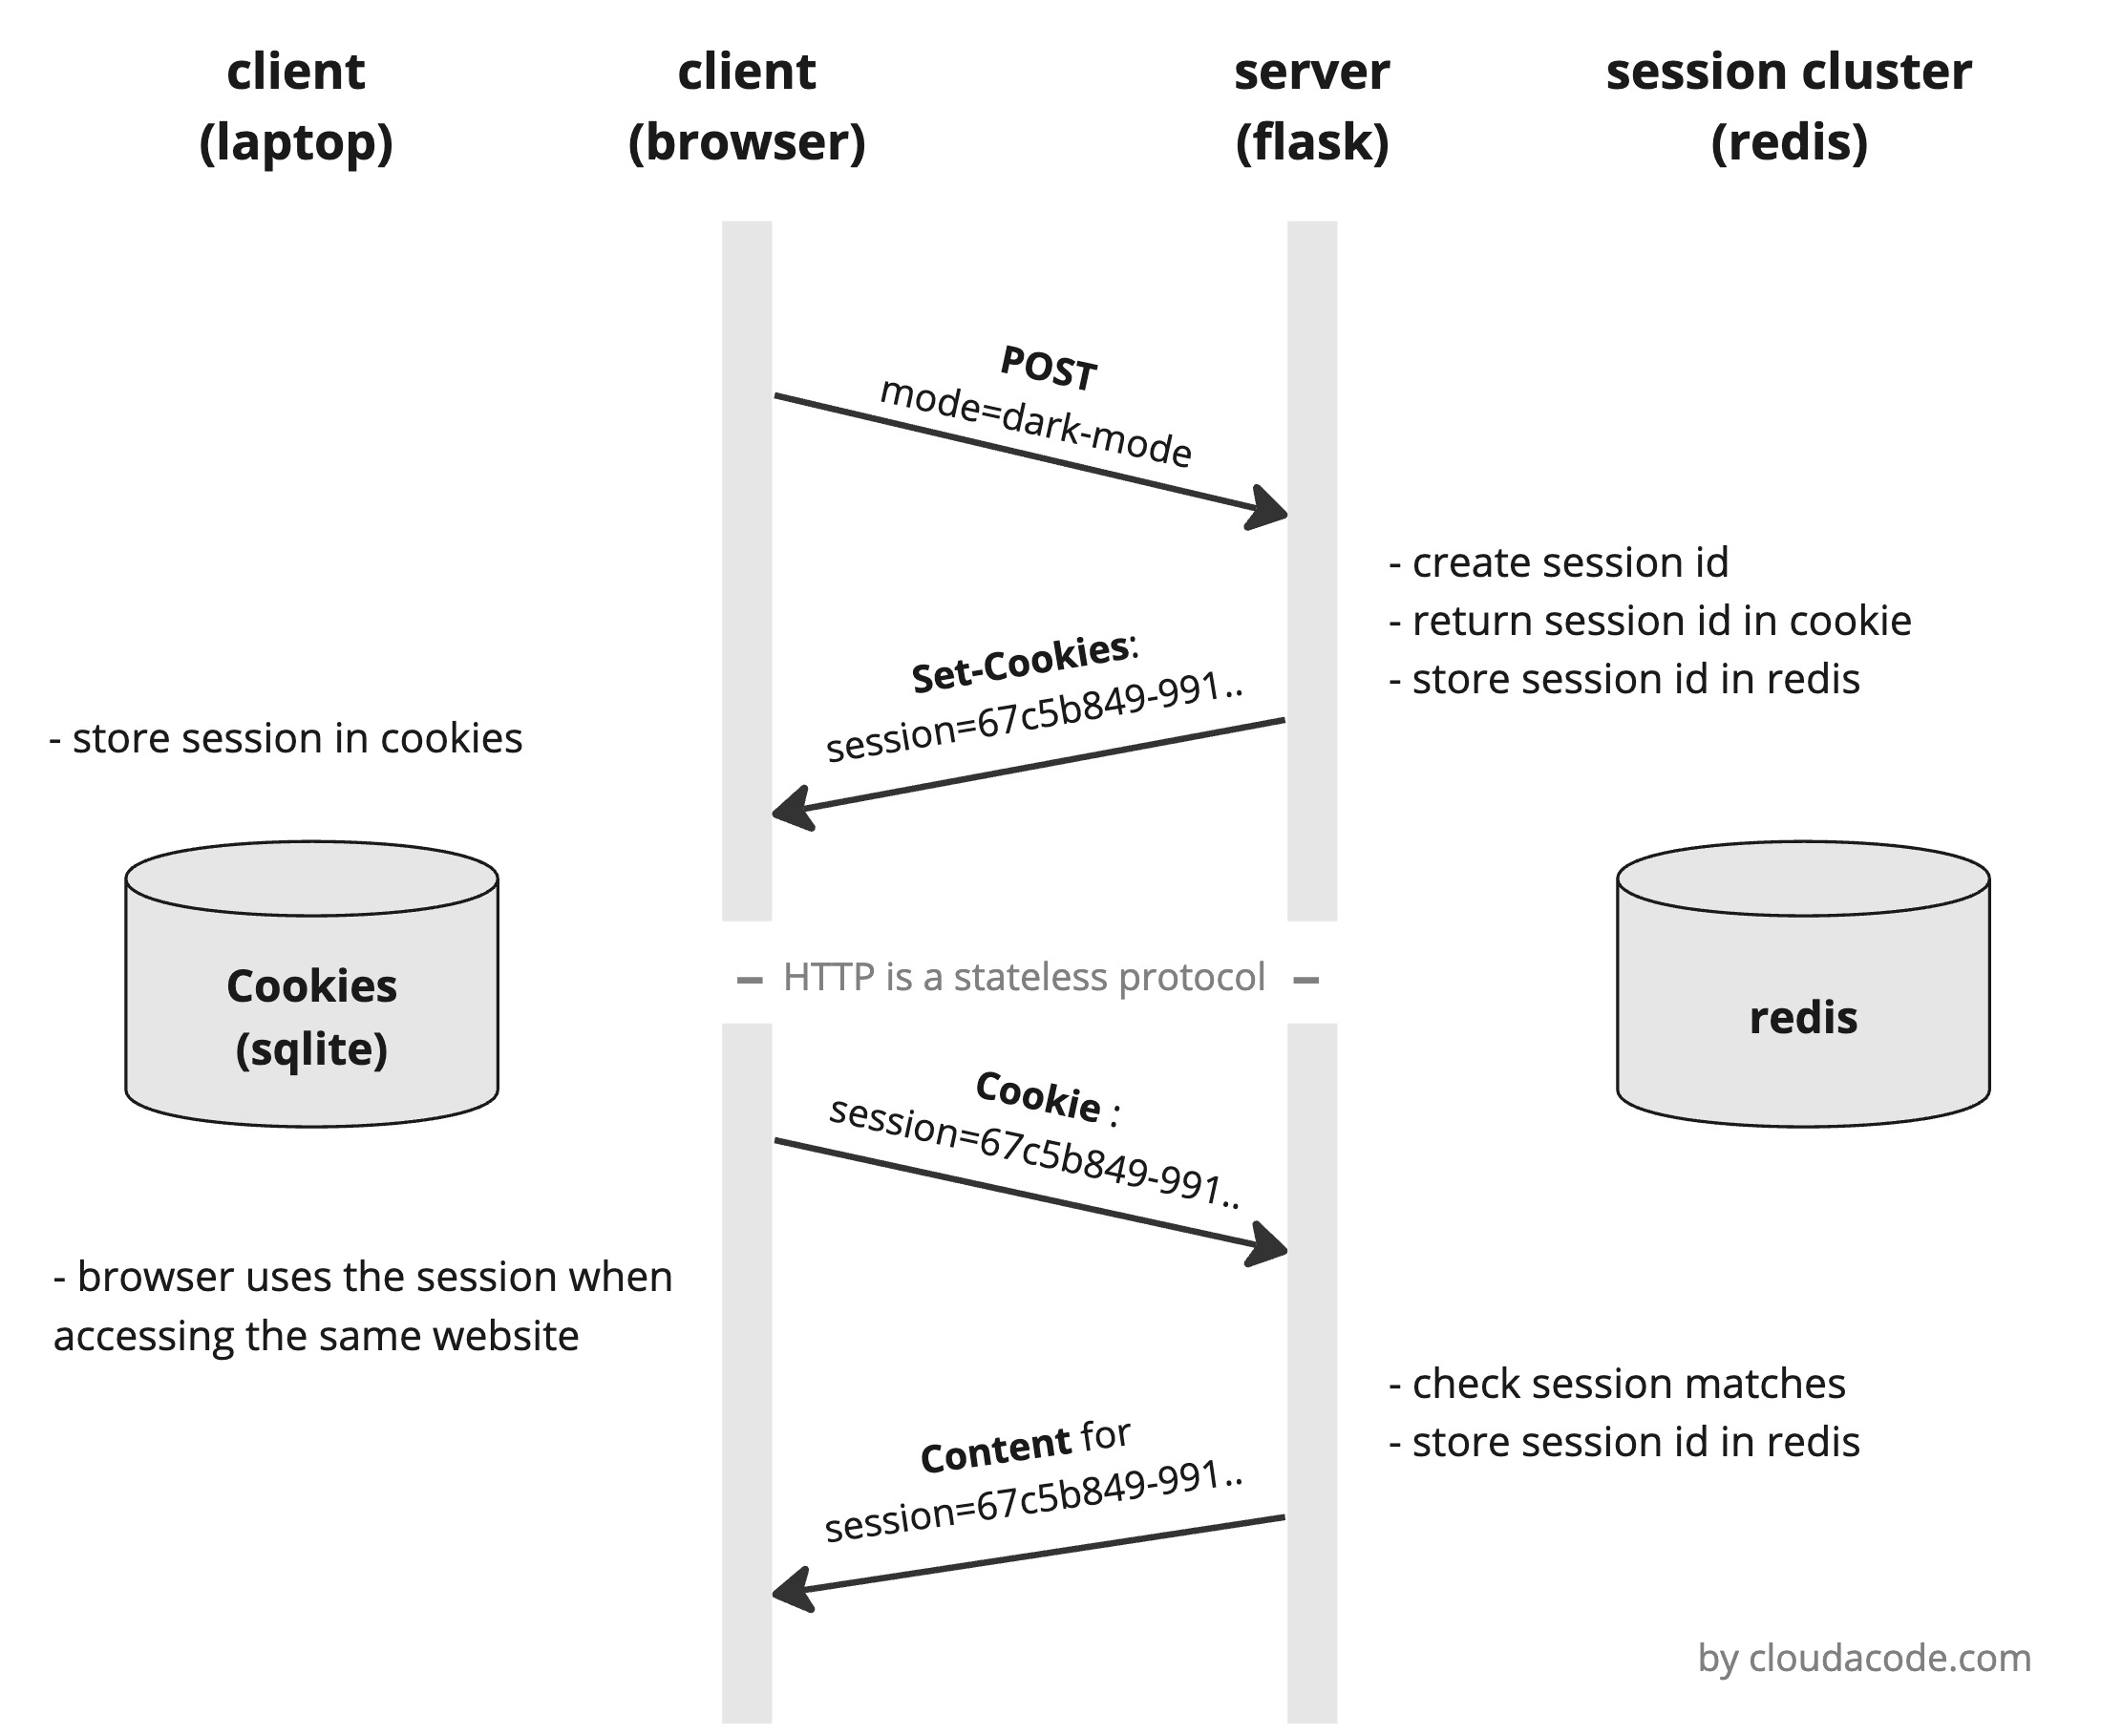 client
(laptop)
client
(browser)
server
(flask)
session cluster
(redis)
POST
mode=dark-mode
- create session id
- return session id in cookie
- store session id in redis
Set-Cookies:
session=67c5b849-991..
- store session in cookies
Cookies
(sqlite)
redis
– HTTP is a stateless protocol –
Cookie :
session=67c5b849-991..
- browser uses the session when
accessing the same website
- check session matches
- store session id in redis
Content for
session=67c5b849-991..
by cloudacode.com